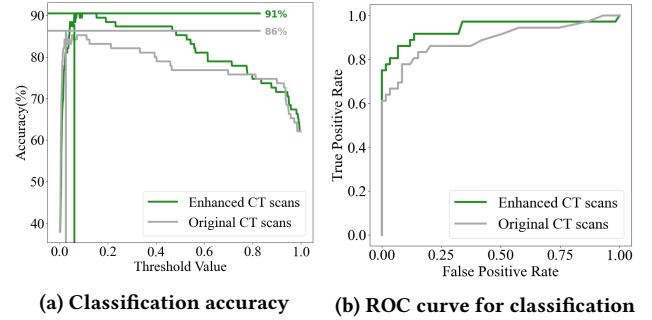 91%
86%
90
80
70
60
50
40
Accuracy(%)
Enhanced CT scans
Original CT scans
0.0 0.2 0.4 0.6 0.8 1.0
Threshold Value
(a) Classification accuracy
1.0
0.8
0.6
0.4
0.2
0.0
True Positive Rate
Enhanced CT scans
Original CT scans
0.00 0.25 0.50 0.75 1.00
False Positive Rate
(b) ROC curve for classification